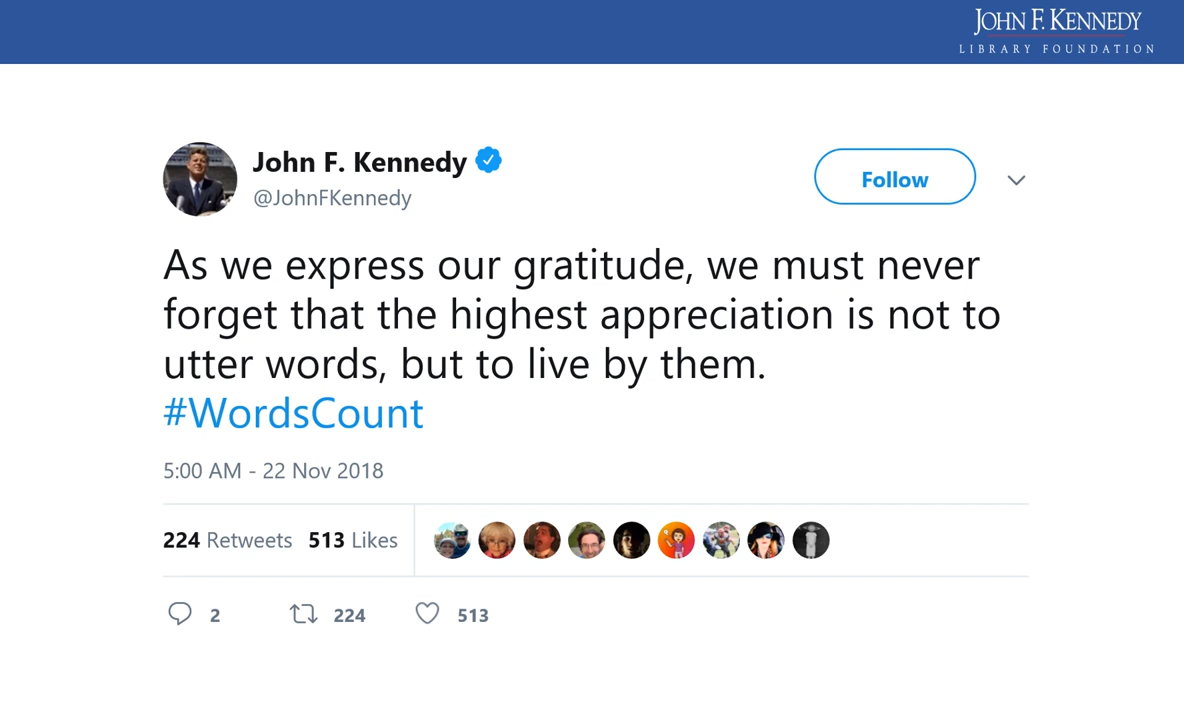 JOHN F. KENNEDY
LIBRARY FOUNDATION
John F. Kennedy
@JohnFKennedy
Follow
As we express our gratitude, we must never
forget that the highest appreciation is not to
utter words, but to live by them.
#WordsCount
5:00 AM - 22 Nov 2018
224 Retweets 513 Likes
2 224 513